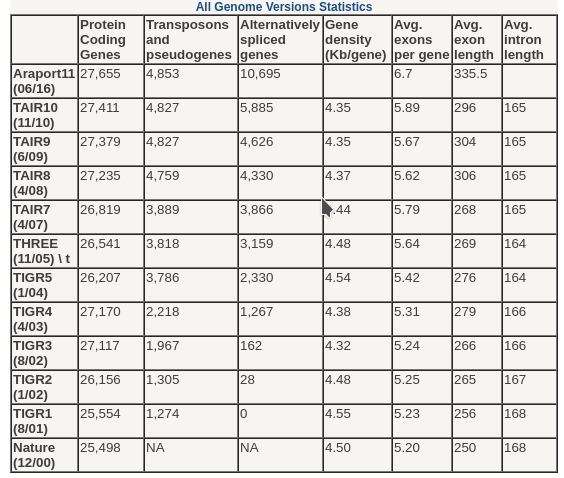 All Genome Versions Statistics
Protein Coding Genes Transposons and pseudogenes Alternatively spliced genes Gene density (Kb/gene) Avg. exons per gene Avg. exon length Avg. intron length
Araport11 (06/16) 27,655 4,853 10,695 6.7 335.5
TAIR10 (11/10) 27,411 4,827 5,885 4.35 5.89 296 165
TAIR9 (6/09) 27,379 4,827 4,626 4.35 5.67 304 165
TAIR8 (4/08) 27,235 4,759 4,330 4.37 5.62 306 165
TAIR7 (4/07) 26,819 3,889 3,866 .44 5.79 268 165
THREE (11/05) \ t 26,541 3,818 3,159 4.48 5.64 269 164
TIGR5 (1/04) 26,207 3,786 2,330 4.54 5.42 276 164
TIGR4 (4/03) 27,170 2,218 1,267 4.38 5.31 279 166
TIGR3 (8/02) 27,117 1,967 162 4.32 5.24 266 166
TIGR2 (1/02) 26,156 1,305 28 4.48 5.25 265 167
TIGR1 (8/01) 25,554 1,274 0 4.55 5.23 256 168
Nature (12/00) 25,498 NA NA 4.50 5.20 250 168